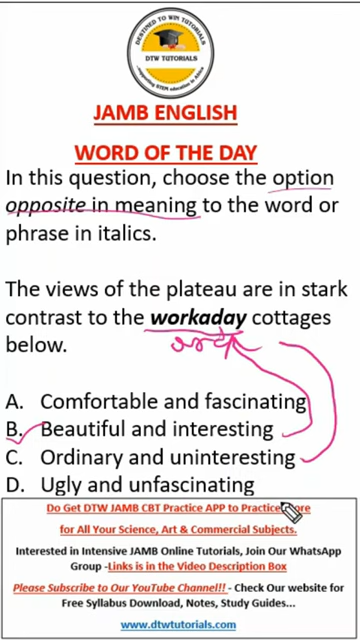 DESTINED TO WIN TUTORIALS
DTW TUTORIALS
...supporting STEM education in Africa
JAMB ENGLISH
WORD OF THE DAY
In this question, choose the option
opposite in meaning to the word or
phrase in italics.
The views of the plateau are in stark
contrast to the workaday cottages
below.
A. Comfortable and fascinating
B. Beautiful and interesting
C. Ordinary and uninteresting
D. Ugly and unfascinating
Do Get DTW JAMB CBT Practice APP to Practice
for All Your Science, Art & Commercial Subjects.
Interested in Intensive JAMB Online Tutorials, Join Our WhatsApp
Group -Links is in the Video Description Box
Please Subscribe to Our YouTube Channel!!! - Check Our website for
Free Syllabus Download, Notes, Study Guides...
www.dtwtutorials.com